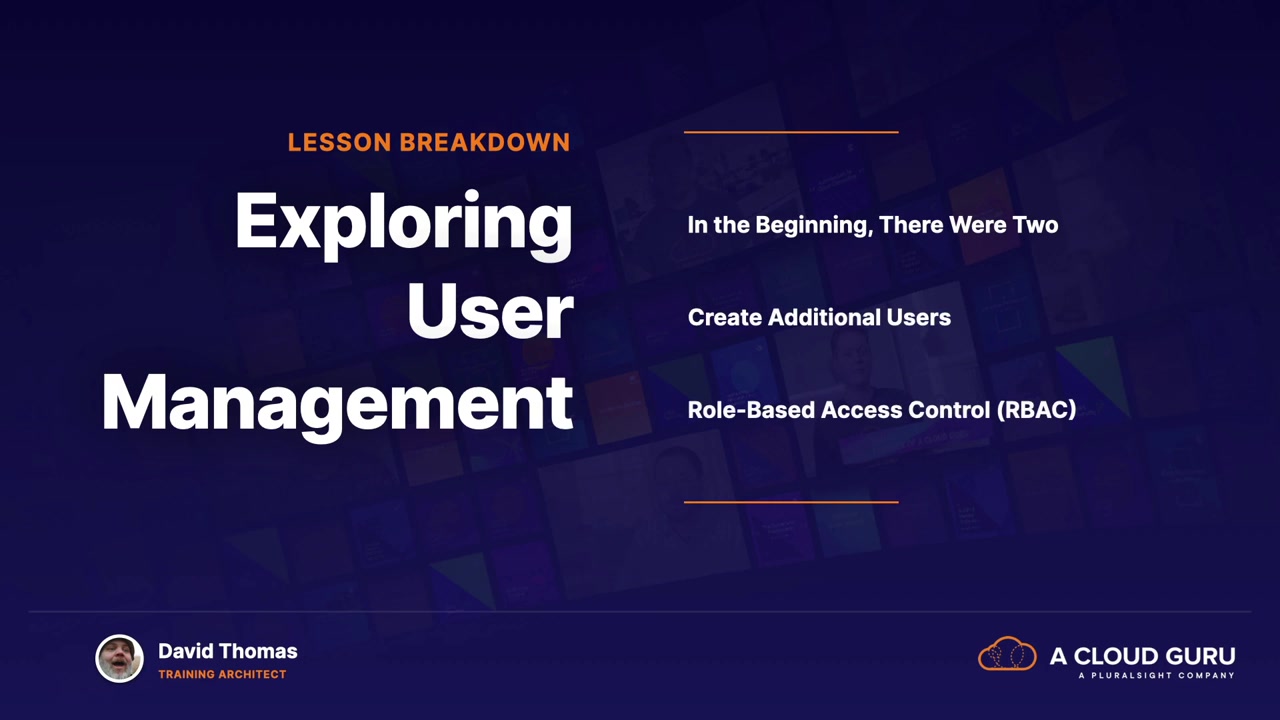 LESSON BREAKDOWN
Exploring
User
Management
In the Beginning, There Were Two
Create Additional Users
Role-Based Access Control (RBAC)
David Thomas
TRAINING ARCHITECT
A CLOUD GURU
A PLURALSIGHT COMPANY